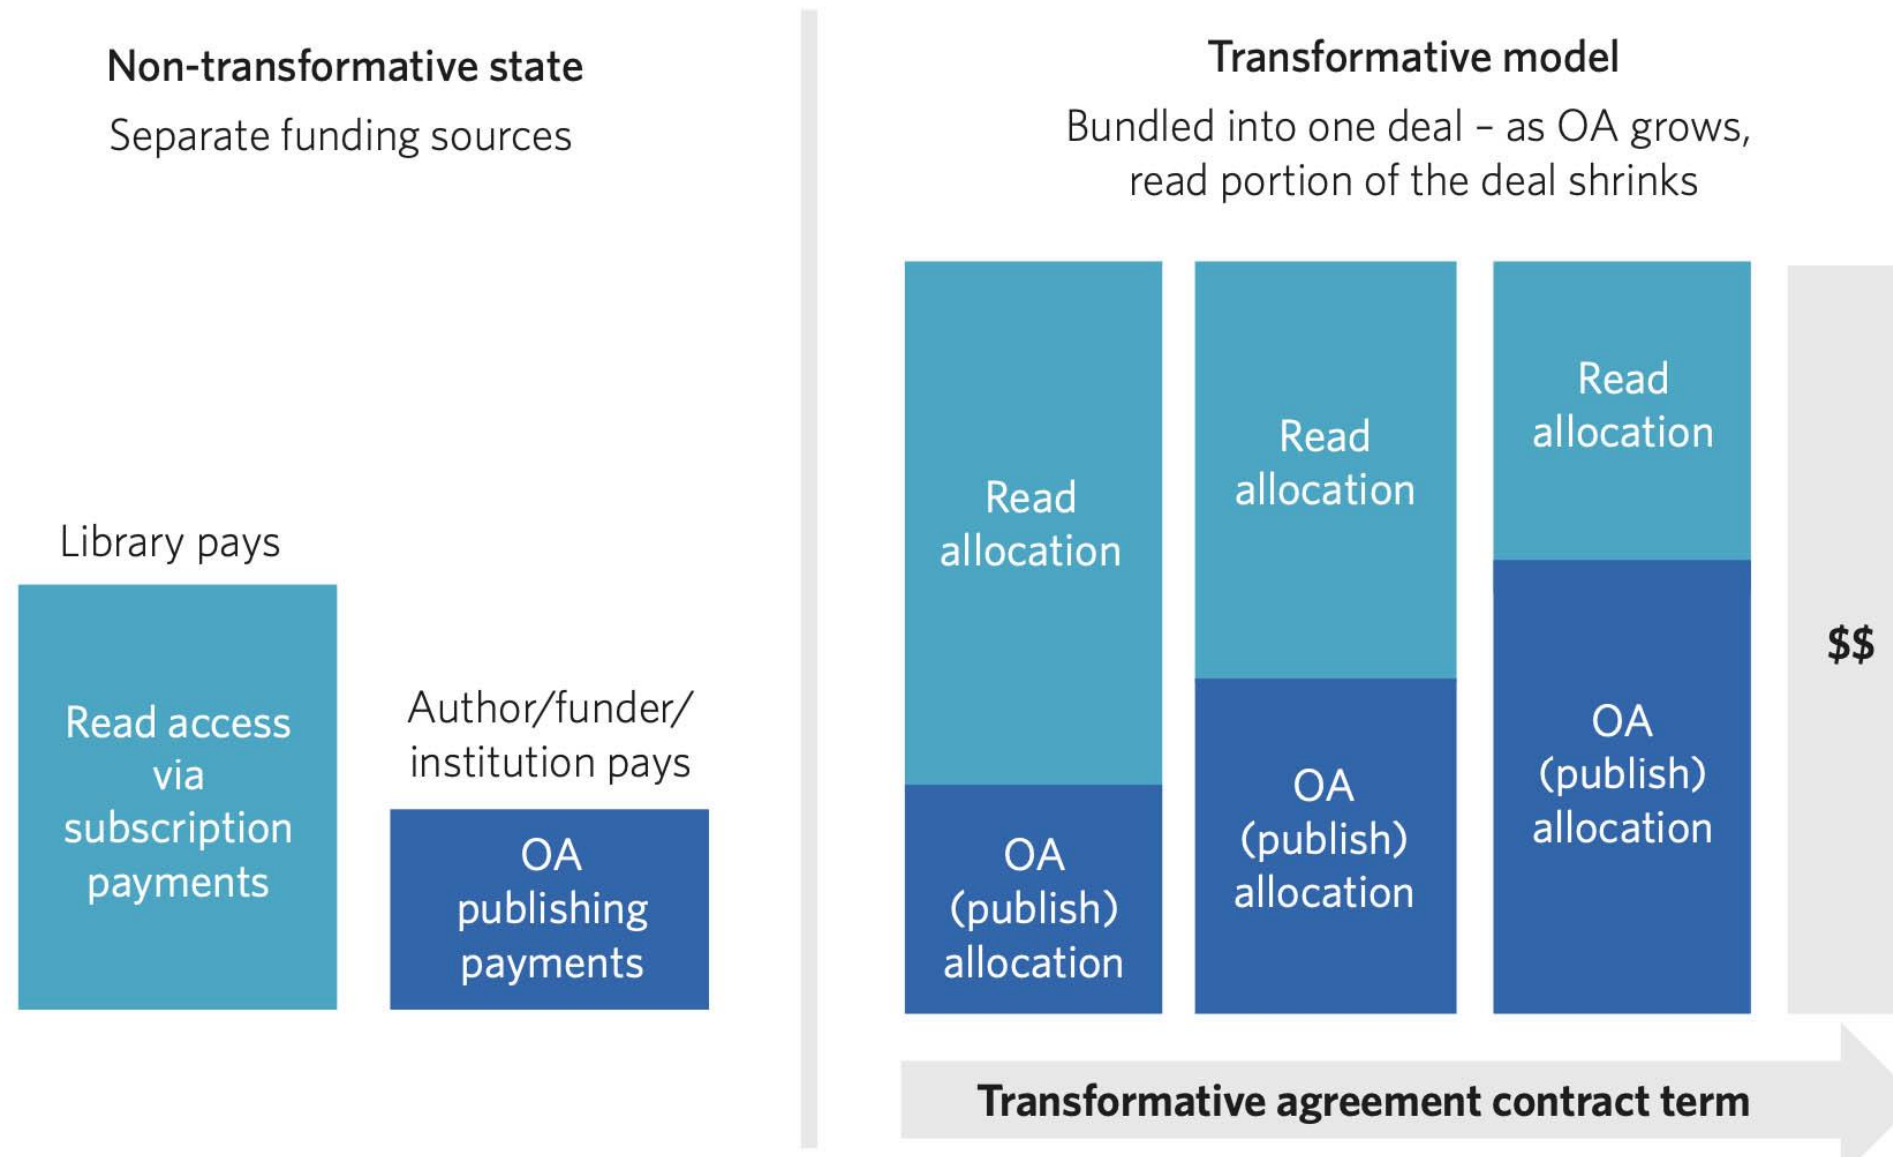 Non-transformative state
Separate funding sources
Library pays
Read access
via
subscription
payments
Author/funder/
institution pays
OA
publishing
payments
Transformative model
Bundled into one deal – as OA grows,
read portion of the deal shrinks
Read
allocation
OA
(publish)
allocation
Read
allocation
OA
(publish)
allocation
Read
allocation
OA
(publish)
allocation
$$
Transformative agreement contract term